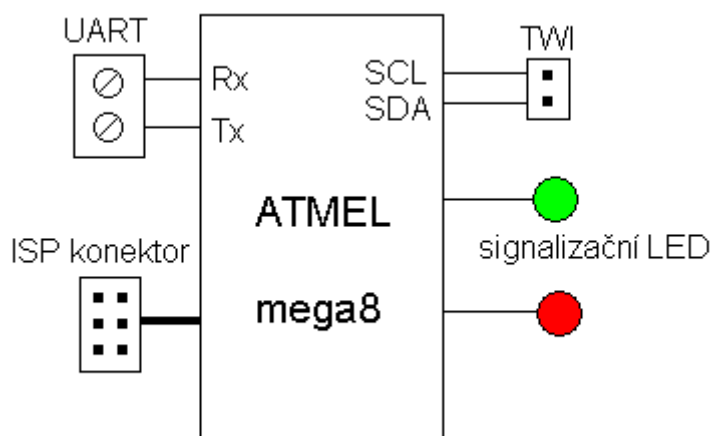 UART
TWI
Rx
SCL
SDA
Tx
ATMEL
ISP konektor
signalizační LED
mega8